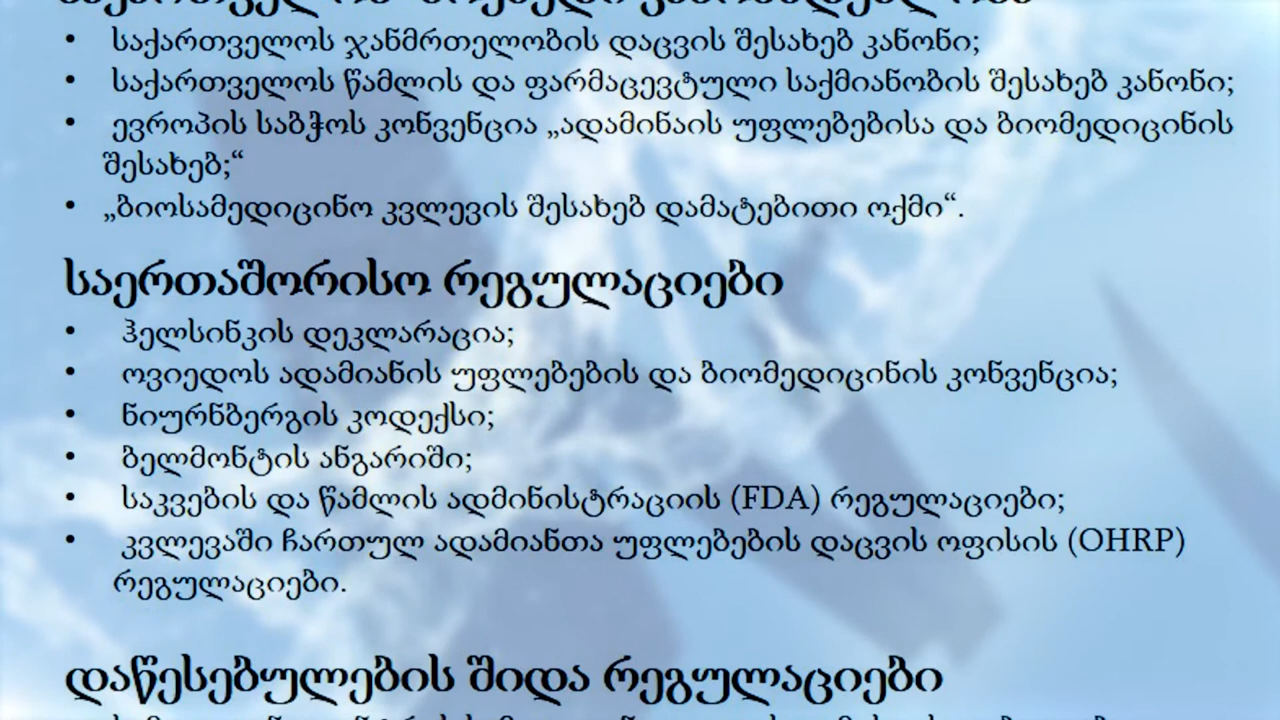 • საქართველოს ჯანმრთელობის დაცვის შესახებ კანონი;
• საქართველოს წამლის და ფარმაცევტული საქმიანობის შესახებ კანონი;
• ევროპის საბჭოს კონვენცია „ადამინაის უფლებებისა და ბიომედიცინის
შესახებ;“
• „ბიოსამედიცინო კვლევის შესახებ დამატებითი ოქმი“.
საერთაშორისო რეგულაციები
• ჰელსინკის დეკლარაცია;
• ოვიედოს ადამიანის უფლებების და ბიომედიცინის კონვენცია;
• ნიურნბერგის კოდექსი;
• ბელმონტის ანგარიში;
• საკვების და წამლის ადმინისტრაციის (FDA) რეგულაციები;
• კვლევაში ჩართულ ადამიანთა უფლებების დაცვის ოფისის (OHRP)
რეგულაციები.
დაწესებულების შიდა რეგულაციები